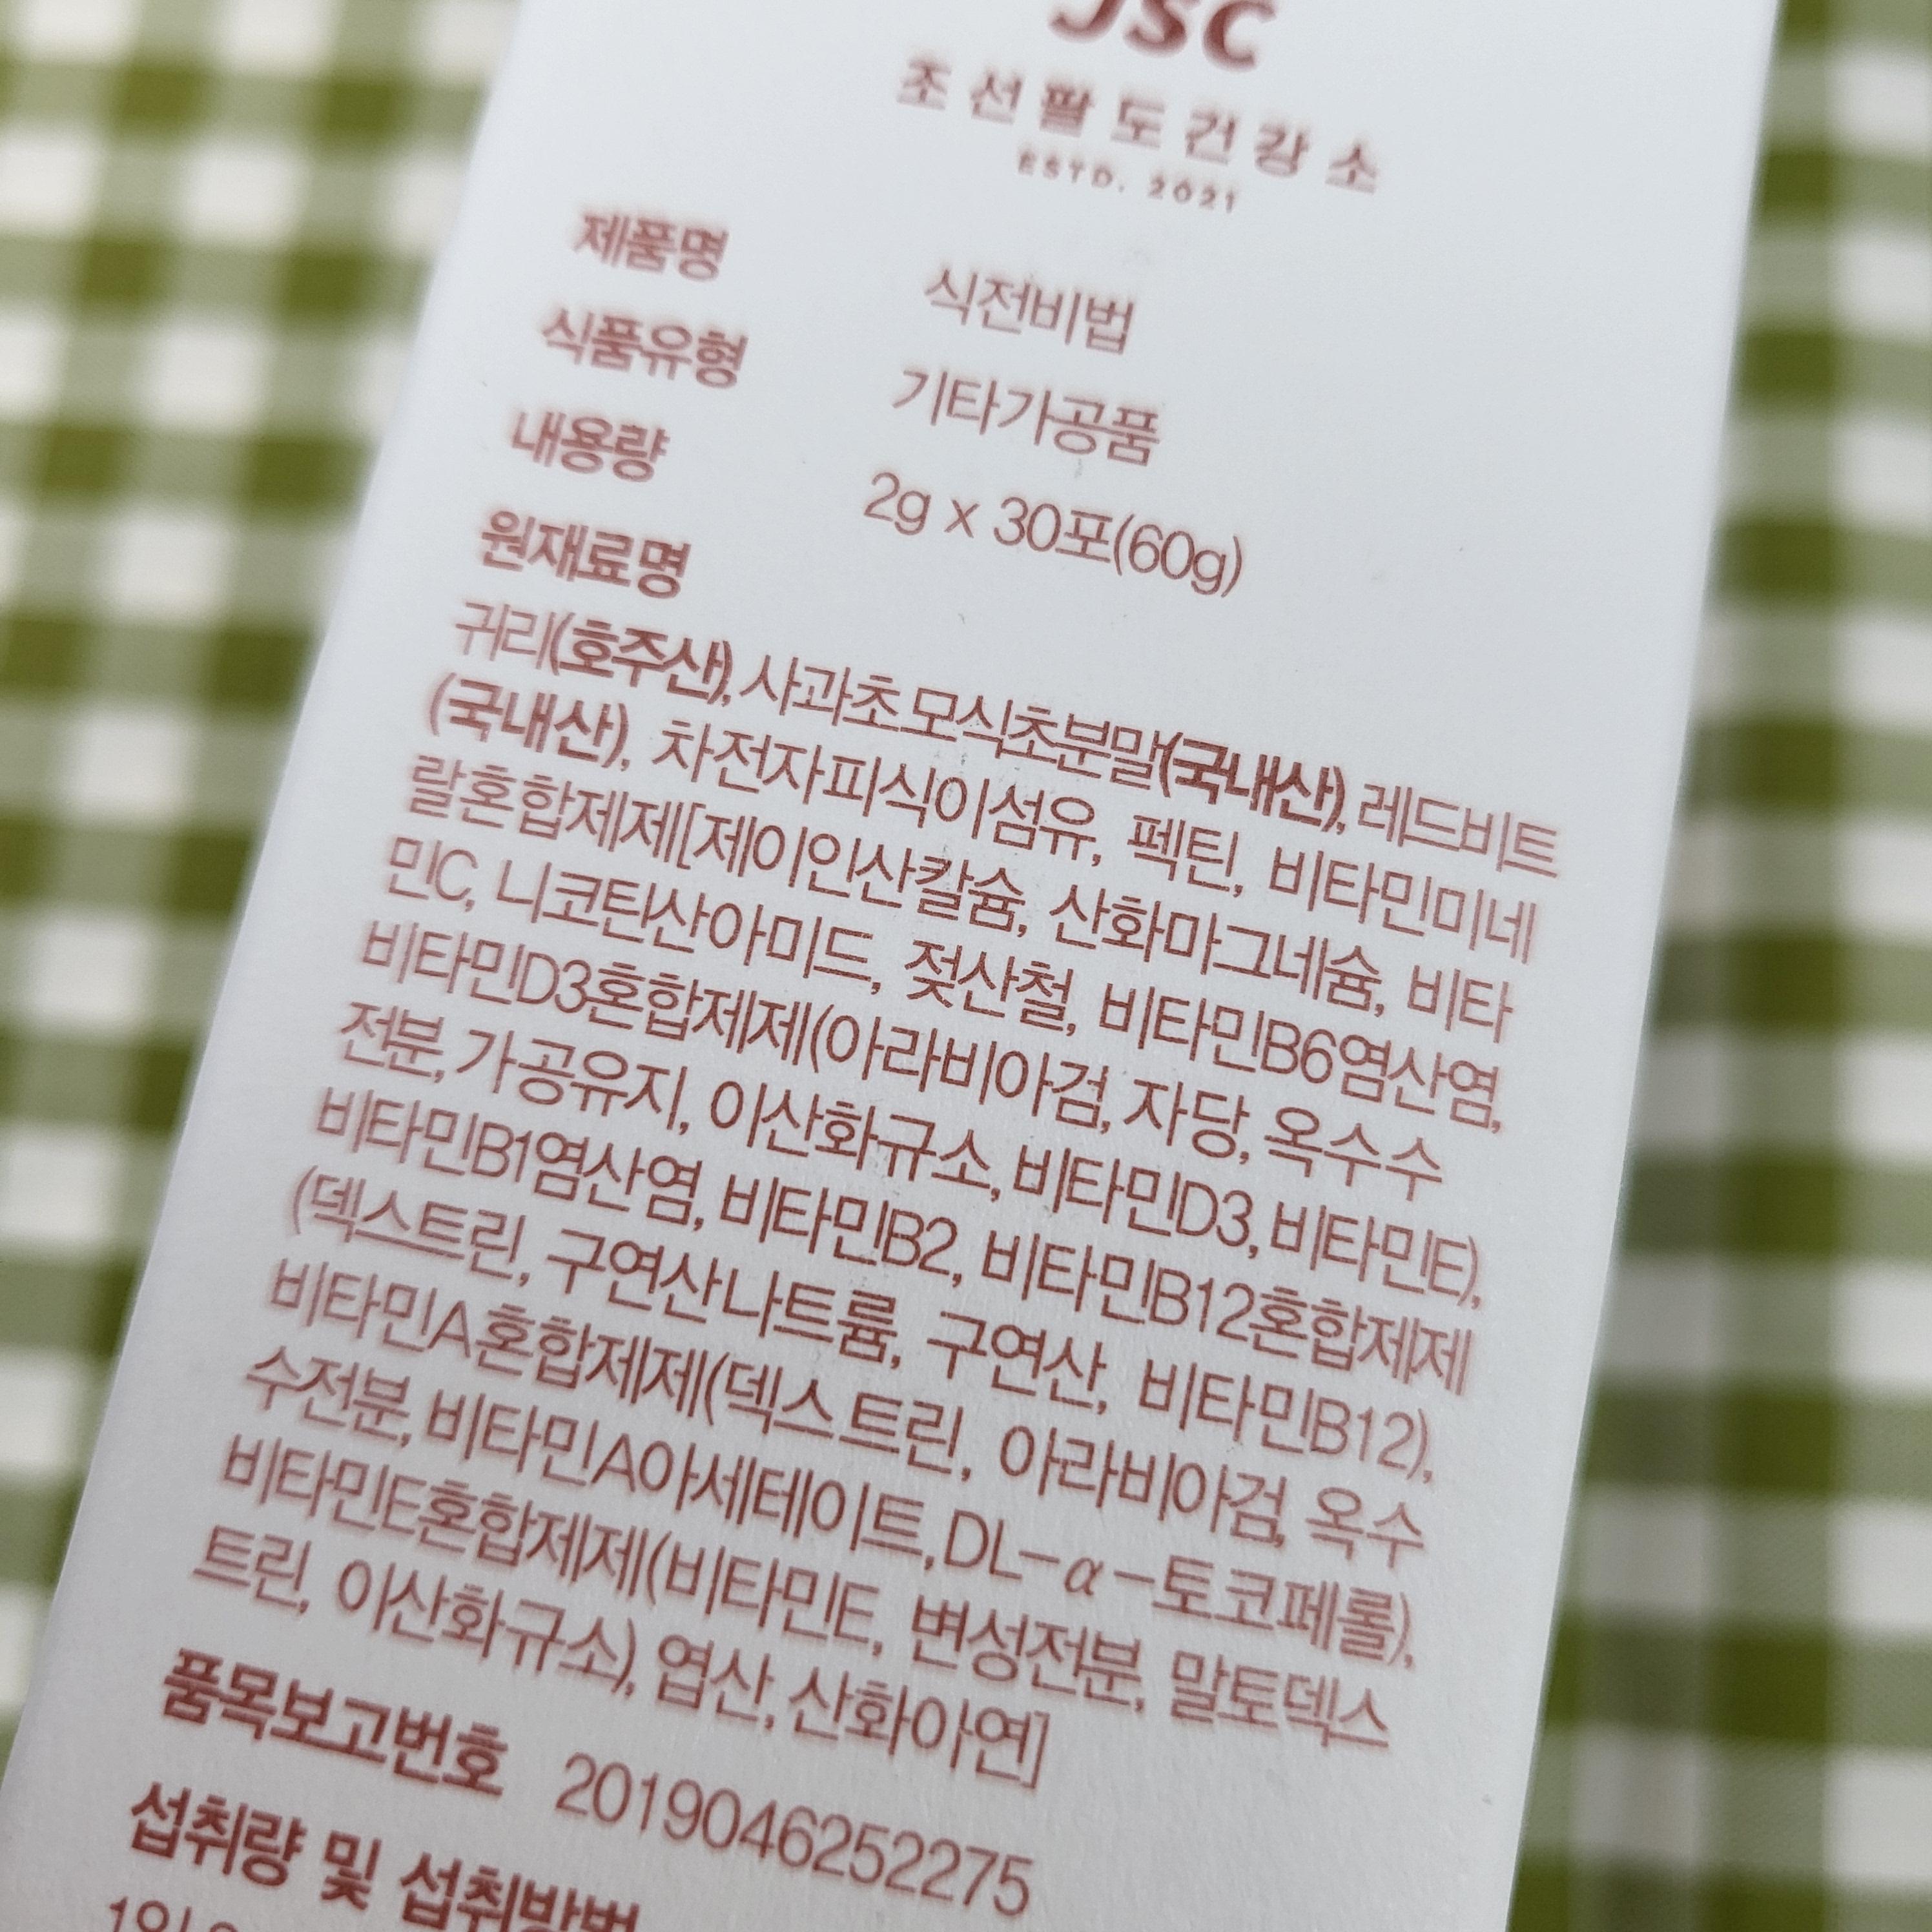 JSC
조선팔도건강소
ESTD. 2021
제품명 식전비법
식품유형 기타가공품
내용량 2g x 30포(60g)
원재료명
귀리(호주산), 사과초모식초분말(국내산), 레드비트
(국내산), 차전자피식이섬유, 펙틴, 비타민미네
랄혼합제제[제이인산칼슘, 산화마그네슘, 비타
민C, 니코틴산아미드, 젖산철, 비타민B6염산염,
비타민D3혼합제제(아라비아검, 자당, 옥수수
전분, 가공유지, 이산화규소, 비타민D3, 비타민E),
비타민B1염산염, 비타민B2, 비타민B12혼합제제
(덱스트린, 구연산나트륨, 구연산, 비타민B12),
비타민A혼합제제(덱스트린, 아라비아검, 옥수
수전분, 비타민A아세테이트, DL-α-토코페롤),
비타민E혼합제제(비타민E, 변성전분, 말토덱스
트린, 이산화규소), 엽산, 산화아연]
품목보고번호 2019046252275
섭취량 및 섭취방법